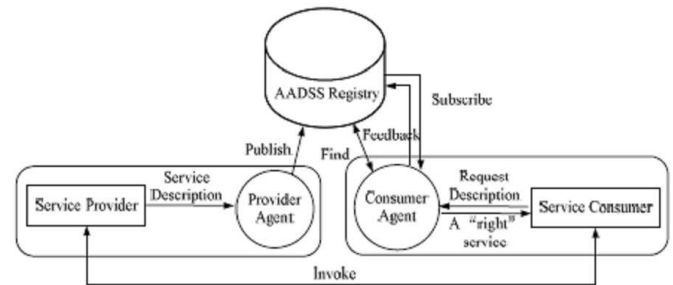 AADSS Registry
Subscribe
Publish
Find
Feedback
Service
Description
Service Provider
Provider
Agent
Consumer
Agent
Request
Description
A "right"
service
Service Consumer
Invoke